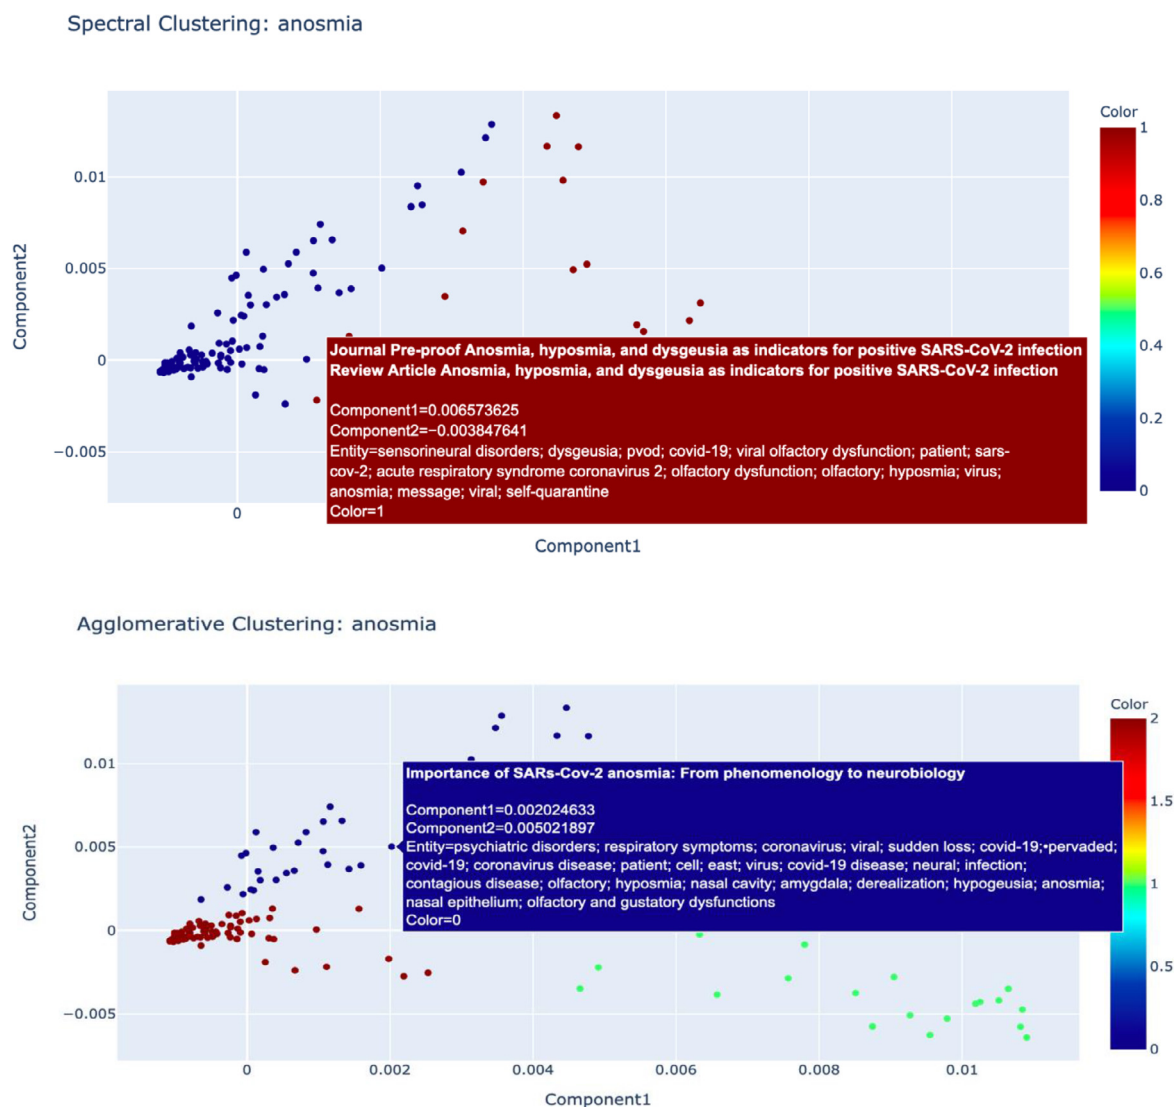 Spectral Clustering: anosmia
Color
1
0.01
0.8
Component2
0.005
0.6
0.4
0
Journal Pre-proof Anosmia, hyposmia, and dysgeusia as indicators for positive SARS-CoV-2 infection
Review Article Anosmia, hyposmia, and dysgeusia as indicators for positive SARS-CoV-2 infection
Component1=0.006573625
Component2=−0.003847641
Entity=sensorineural disorders; dysgeusia; pvod; covid-19; viral olfactory dysfunction; patient; sars-
cov-2; acute respiratory syndrome coronavirus 2; olfactory dysfunction; olfactory; hyposmia; virus;
anosmia; message; viral; self-quarantine
Color=1
0.2
−0.005
0
0
Component1
Agglomerative Clustering: anosmia
Color
2
0.01
Importance of SARs-Cov-2 anosmia: From phenomenology to neurobiology
Component1=0.002024633
Component2=0.005021897
Entity=psychiatric disorders; respiratory symptoms; coronavirus; viral; sudden loss; covid-19;•pervaded;
covid-19; coronavirus disease; patient; cell; east; virus; covid-19 disease; neural; infection;
contagious disease; olfactory; hyposmia; nasal cavity; amygdala; derealization; hypogeusia; anosmia;
nasal epithelium; olfactory and gustatory dysfunctions
Color=0
1.5
Component2
0.005
1
0
0.5
−0.005
0
0
0.002
0.004
0.006
0.008
0.01
Component1